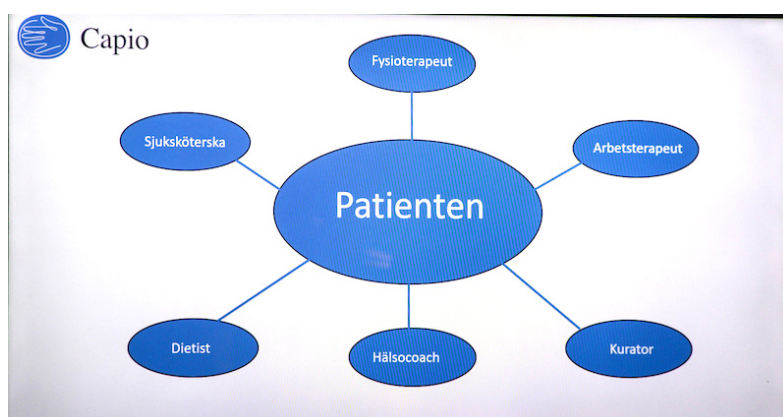 Capio
Fysioterapeut
Sjuksköterska
Arbetsterapeut
Patienten
Dietist
Hälsocoach
Kurator